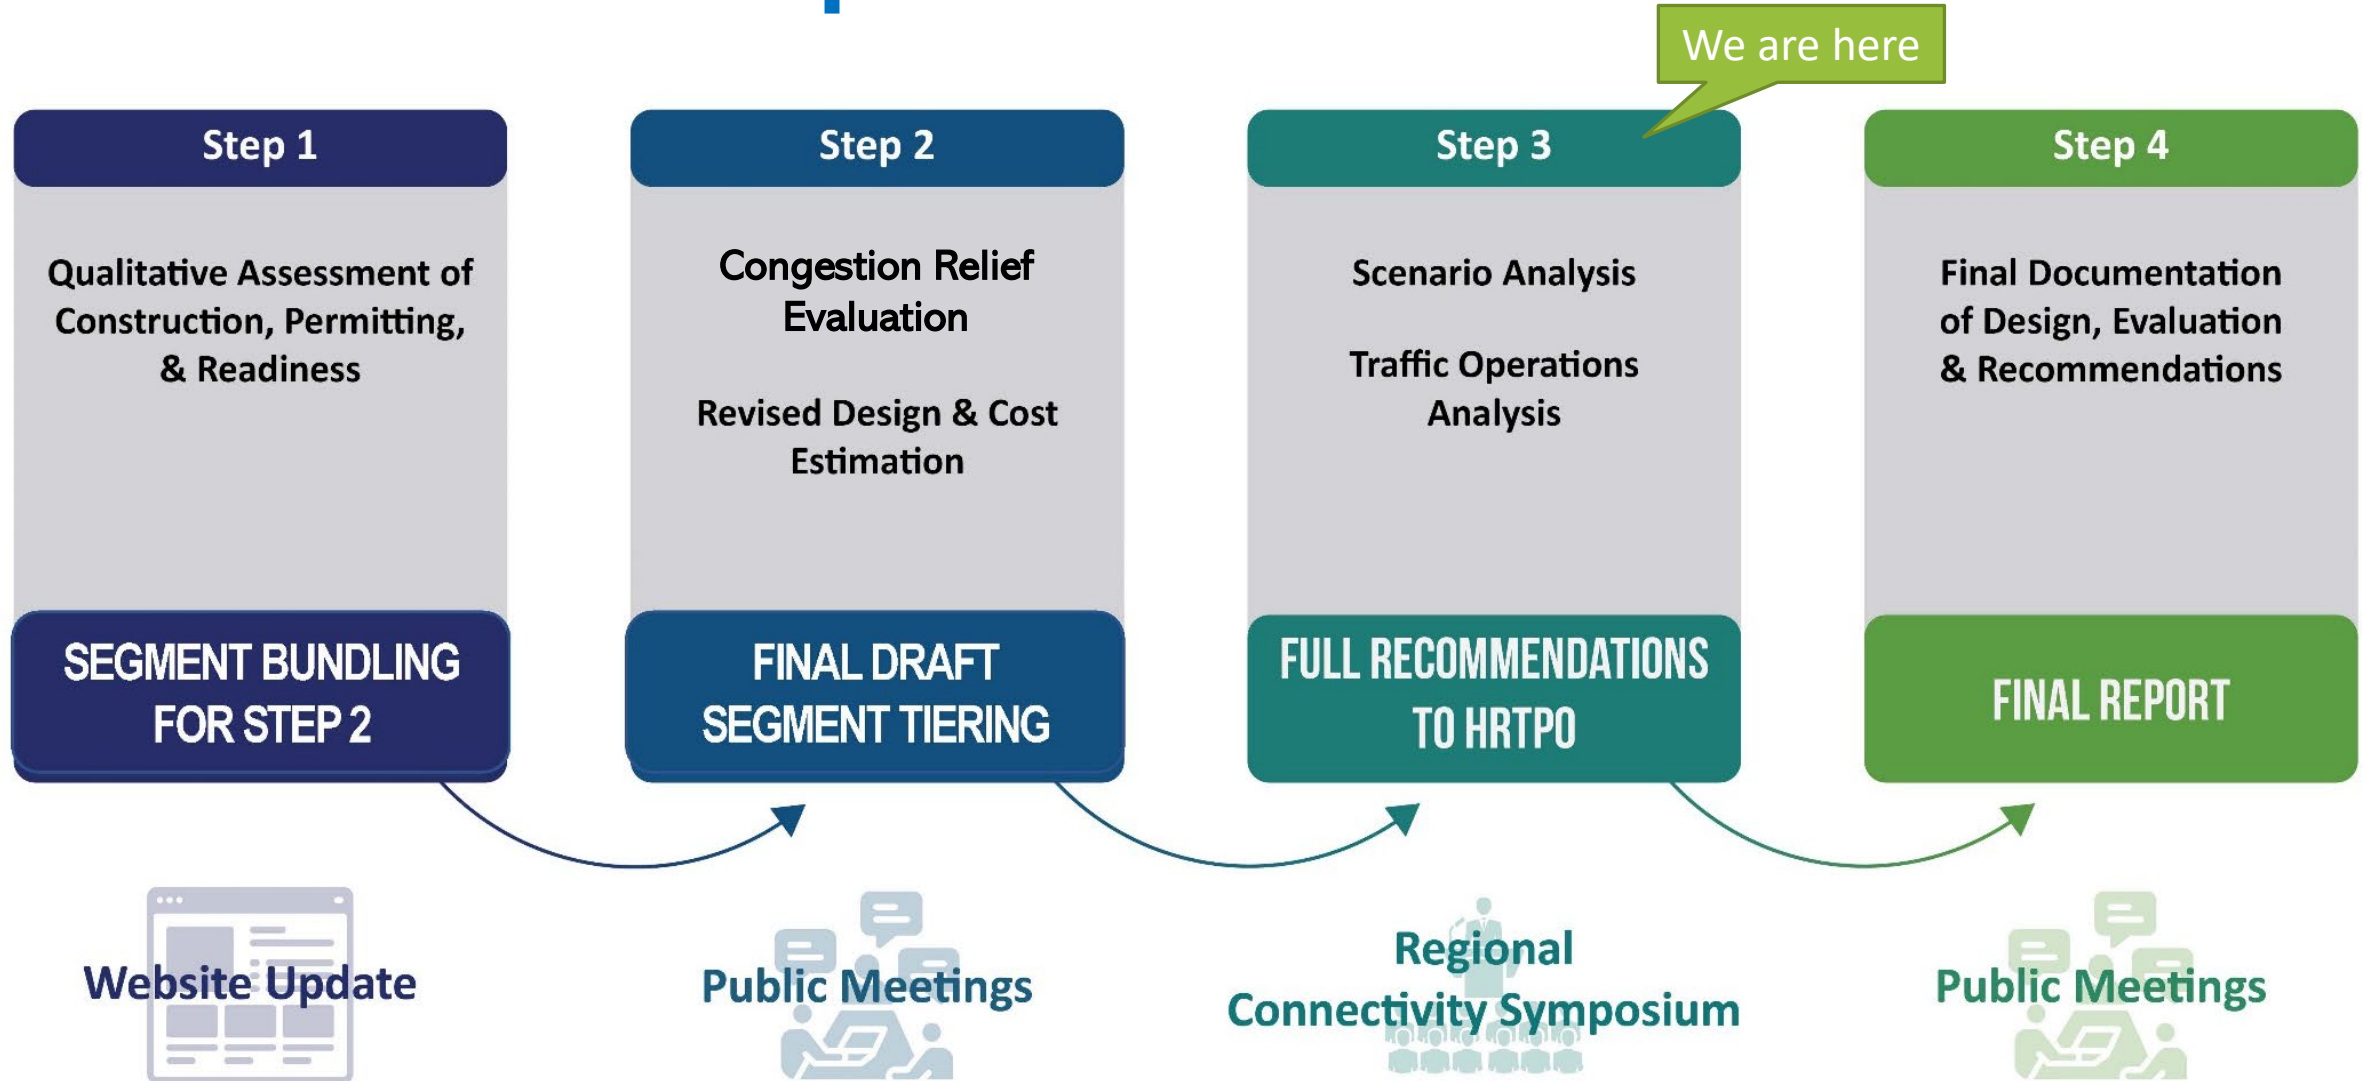 We are here
Step 1
Qualitative Assessment of
Construction, Permitting,
& Readiness
SEGMENT BUNDLING
FOR STEP 2
Website Update
Step 2
Congestion Relief
Evaluation
Revised Design & Cost
Estimation
FINAL DRAFT
SEGMENT TIERING
Public Meetings
Step 3
Scenario Analysis
Traffic Operations
Analysis
FULL RECOMMENDATIONS
TO HRTPO
Regional
Connectivity Symposium
Step 4
Final Documentation
of Design, Evaluation
& Recommendations
FINAL REPORT
Public Meetings